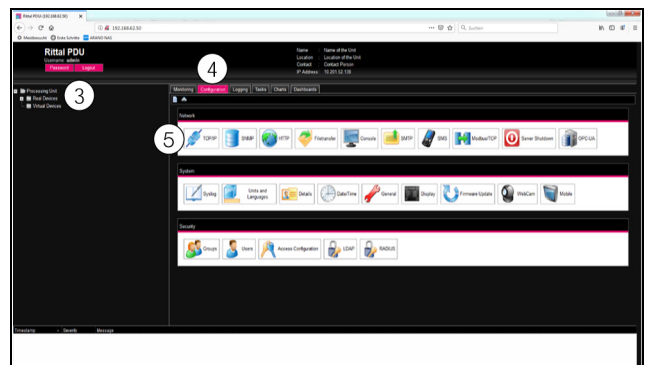 Rittal PDU (192.168.62.92)
192.168.62.92
Suchen
Meistbesucht Erste Schritte ARAND NAS
Rittal PDU
Username: admin
Password Logout
Name : Name of the Unit
Location : Location of the Unit
Contact : Contact Person
IP Address: 10.201.52.138
4
3
Processing Unit
Real Devices
Virtual Devices
Monitoring Configuration Logging Tasks Charts Dashboards
Network
5
TCP/IP SNMP HTTP Filetransfer Console SMTP SMS Modbus/TCP Server Shutdown OPC-UA
System
Syslog Units and Languages Details Date/Time General Display Firmware Update WebCam Mobile
Security
Groups Users Access Configuration LDAP RADIUS
Timestamp Severity Message